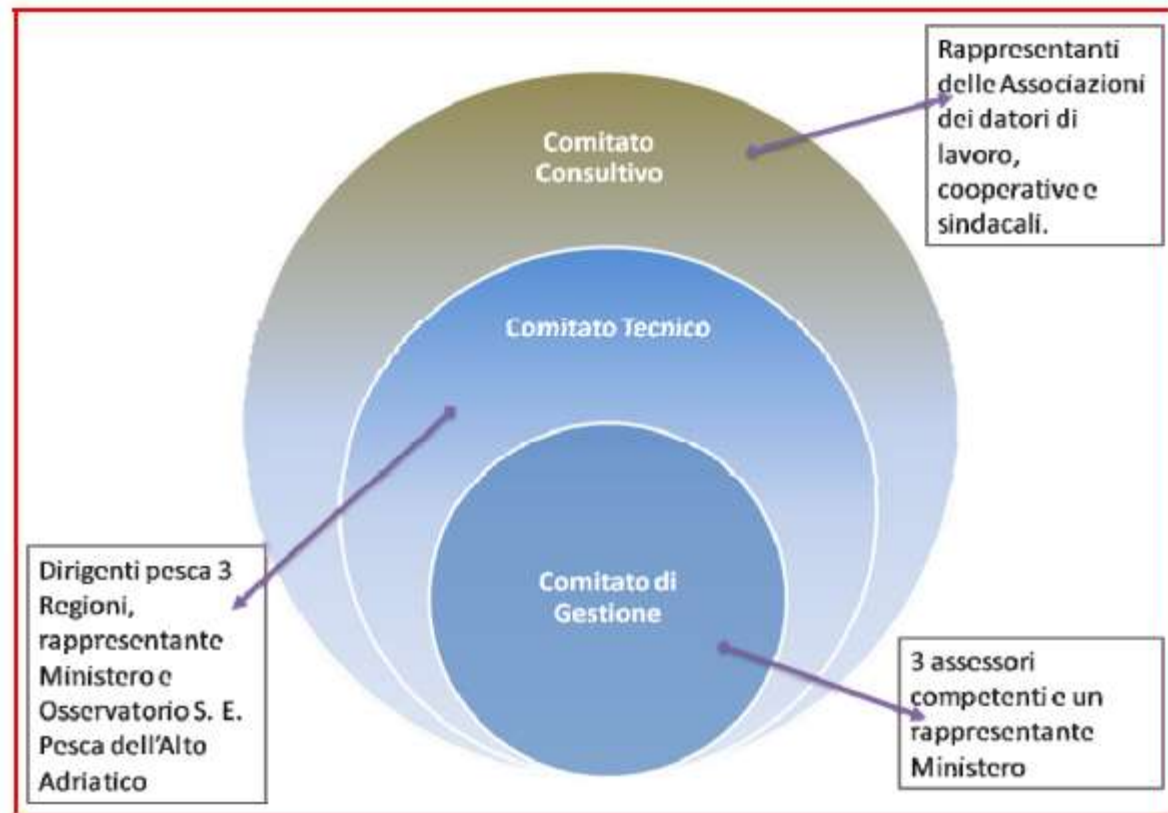 Rappresentanti
delle Associazioni
dei datori di
lavoro,
cooperative e
sindacali.
Comitato
Consultivo
Comitato Tecnico
Comitato di
Gestione
Dirigenti pesca 3
Regioni,
rappresentante
Ministero e
Osservatorio S. E.
Pesca dell'Alto
Adriatico
3 assessori
competenti e un
rappresentante
Ministero